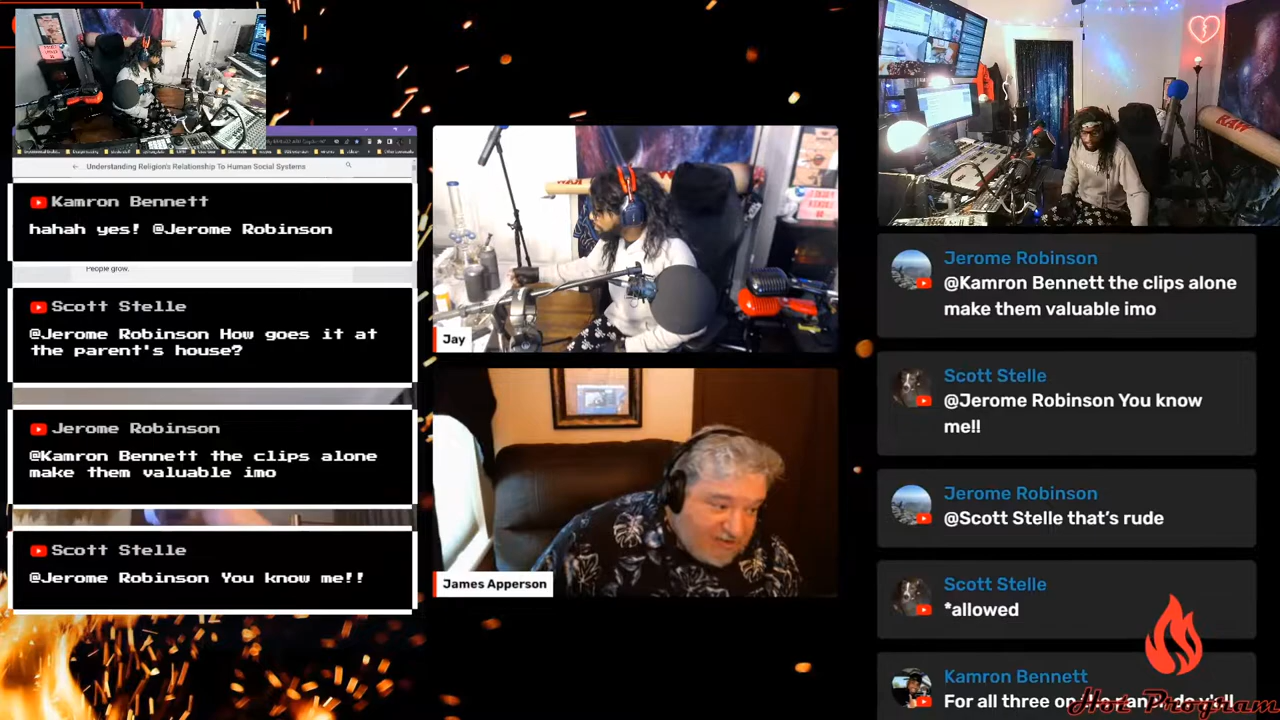 Understanding Religion's Relationship To Human Social Systems
Kamron Bennett
hahah yes! @Jerome Robinson
People grow.
Scott Stelle
@Jerome Robinson How goes it at
the parent's house?
Jerome Robinson
@Kamron Bennett the clips alone
make them valuable imo
Scott Stelle
@Jerome Robinson You know me!!
RAW
Jay
James Apperson
RAW
Jerome Robinson
@Kamron Bennett the clips alone
make them valuable imo
Scott Stelle
@Jerome Robinson You know
me!!
Jerome Robinson
@Scott Stelle that's rude
Scott Stelle
*allowed
Kamron Bennett
For all three on the
Hot Program